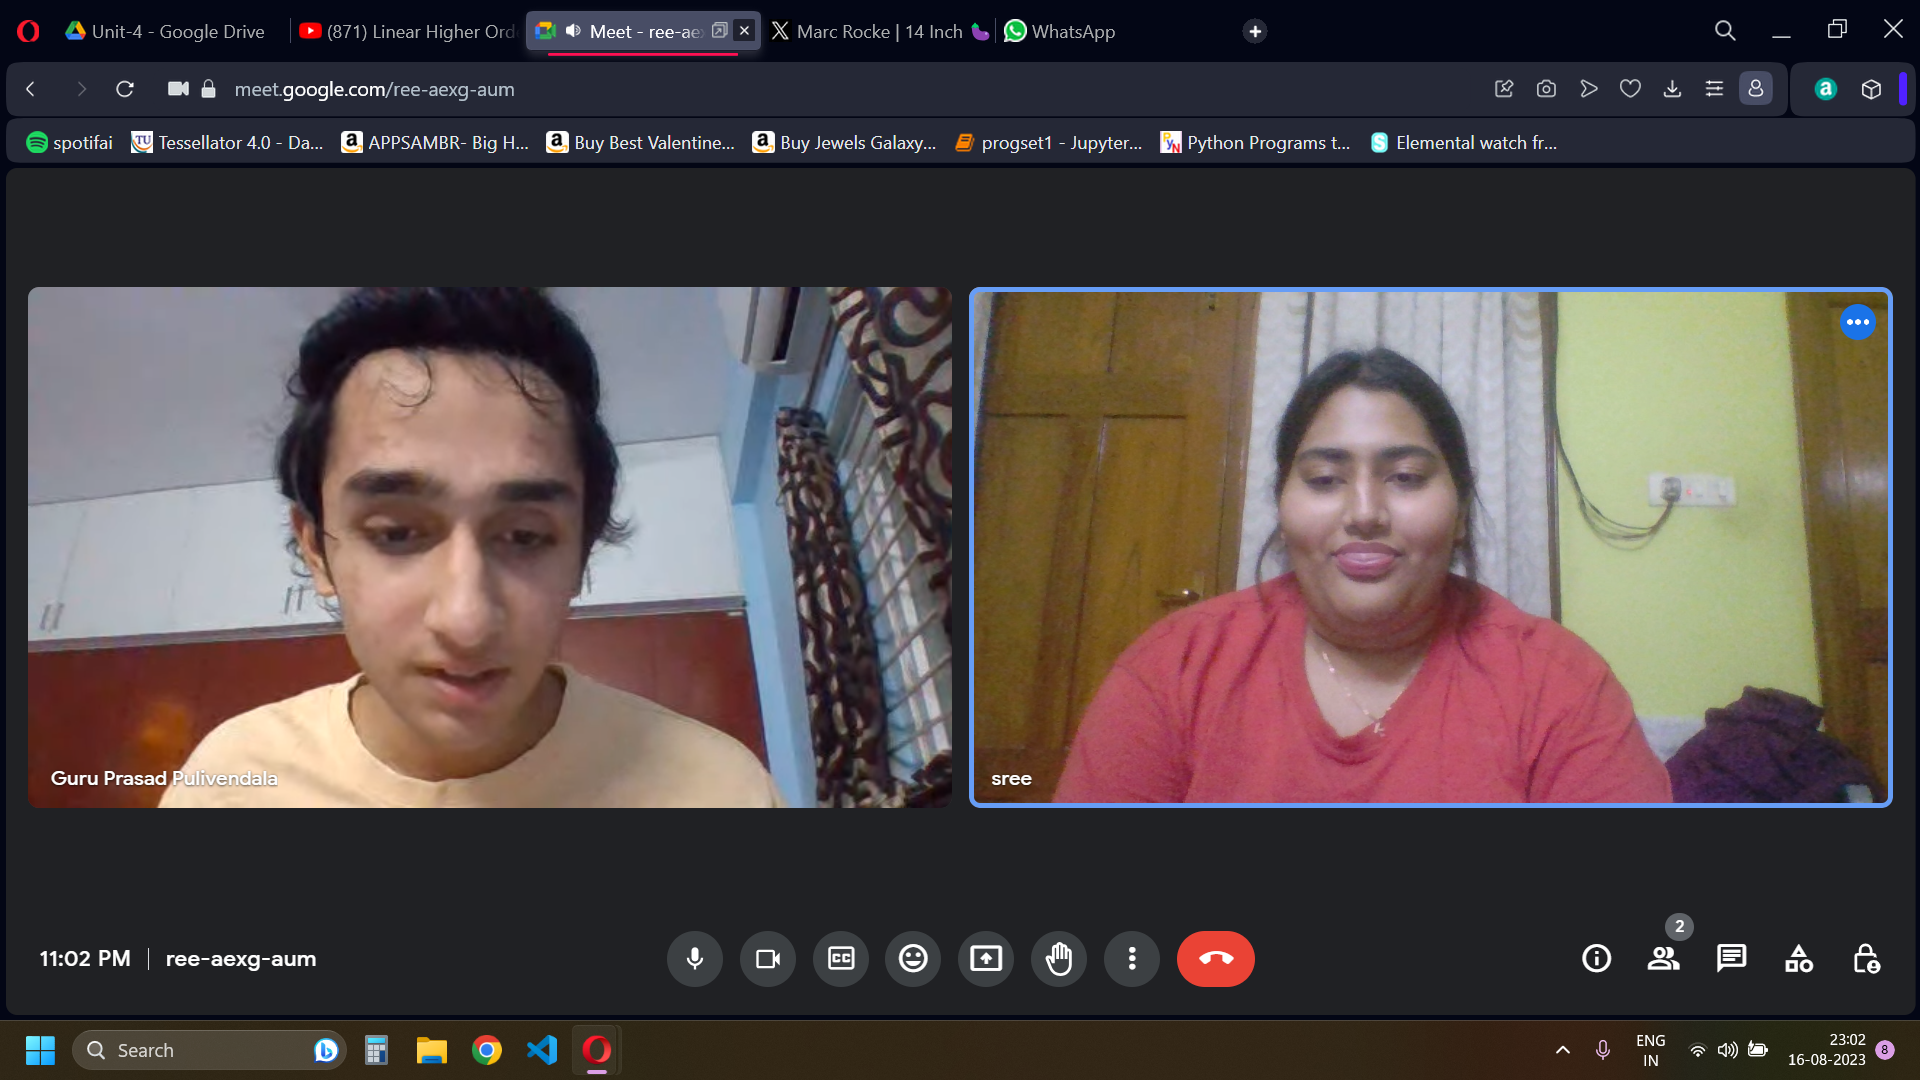 Unit-4 - Google Drive
(871) Linear Higher Ord
Meet - ree-aex
Marc Rocke | 14 Inch 🍆
WhatsApp
meet.google.com/ree-aexg-aum
spotifai
Tessellator 4.0 - Da...
APPSAMBR- Big H...
Buy Best Valentine...
Buy Jewels Galaxy...
progset1 - Jupyter...
Python Programs t...
Elemental watch fr...
Guru Prasad Pulivendala
sree
11:02 PM | ree-aexg-aum
CC
2
Search
ENG
IN
23:02
16-08-2023
8